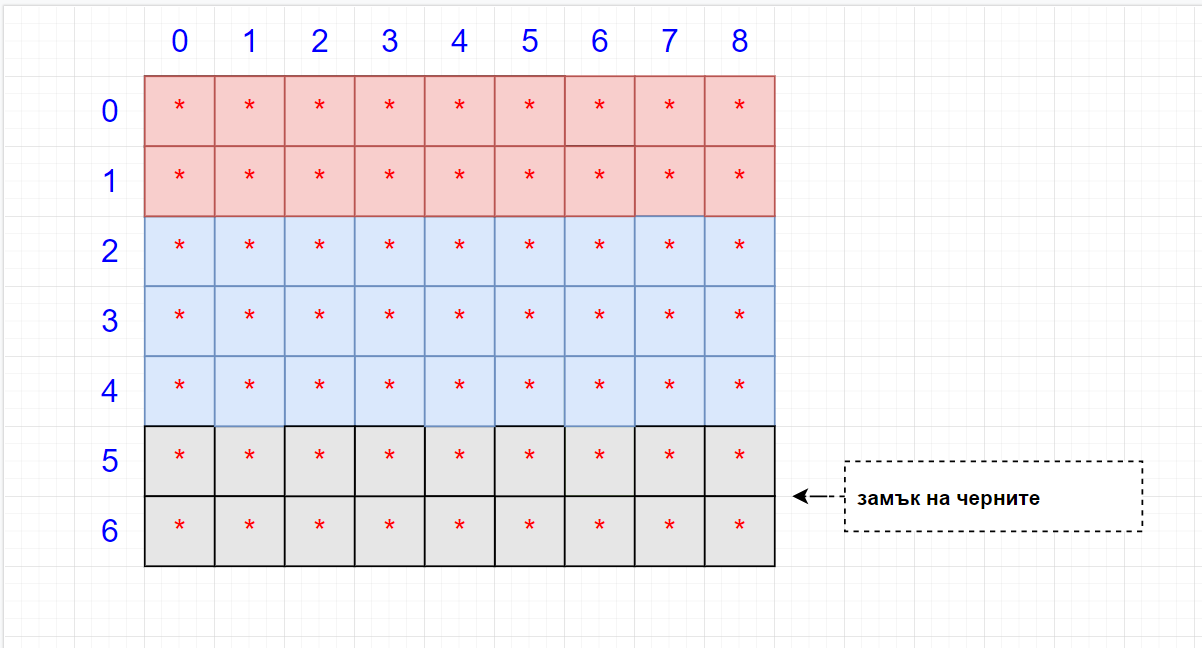 0 1 2 3 4 5 6 7 8
0 * * * * * * * * *
1 * * * * * * * * *
2 * * * * * * * * *
3 * * * * * * * * *
4 * * * * * * * * *
5 * * * * * * * * *
замък на черните
6 * * * * * * * * *